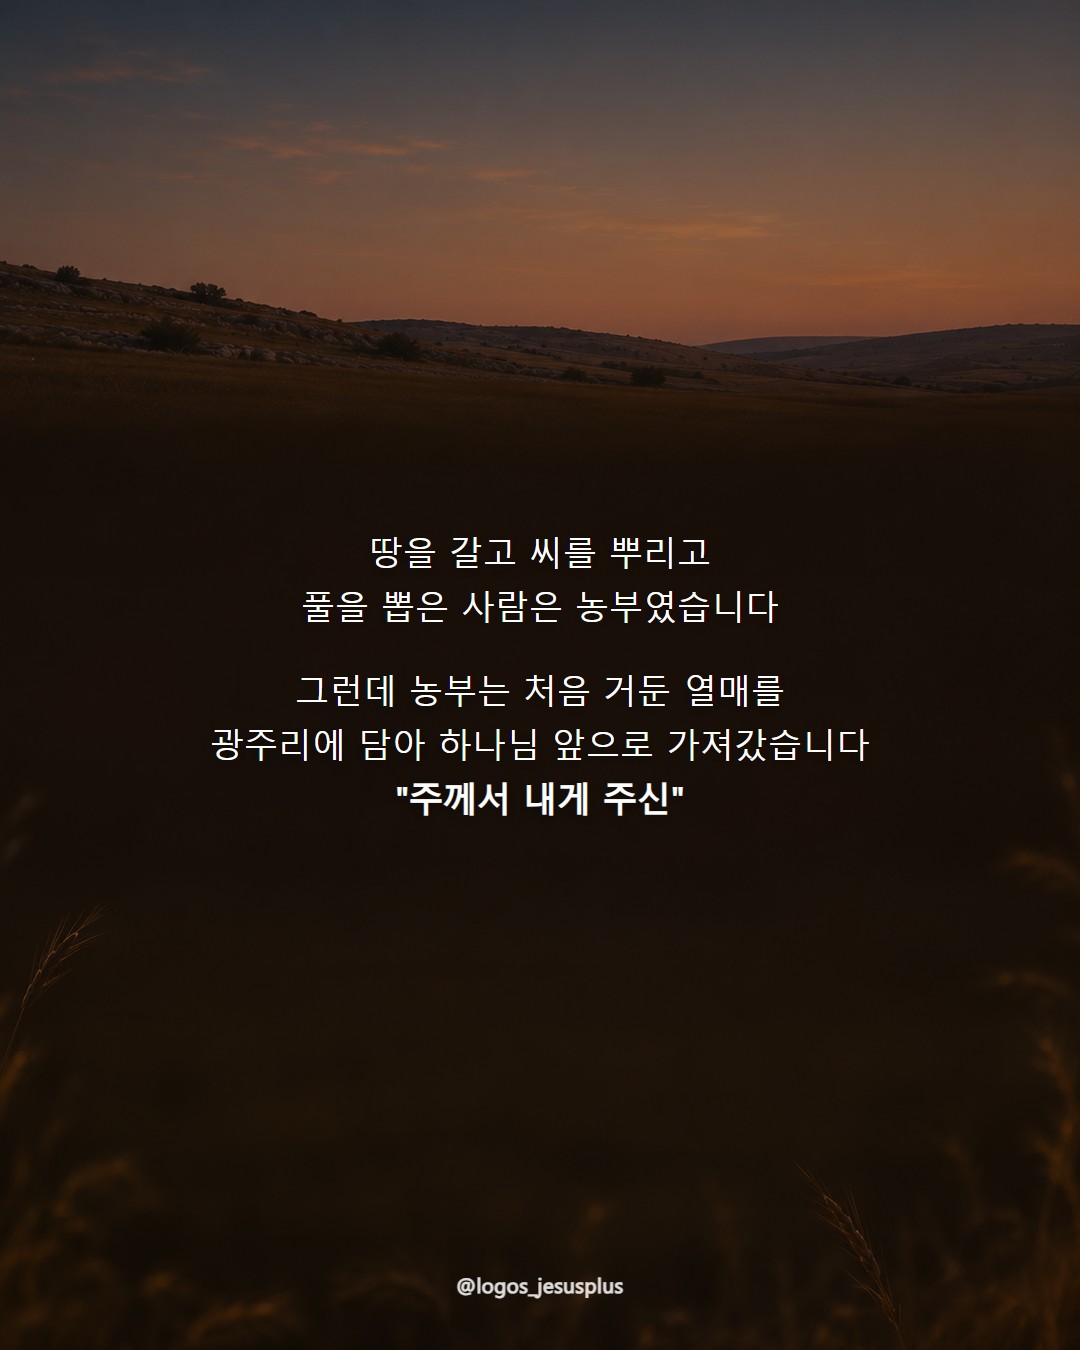 땅을 갈고 씨를 뿌리고
풀을 뽑은 사람은 농부였습니다
그런데 농부는 처음 거둔 열매를
광주리에 담아 하나님 앞으로 가져갔습니다
"주께서 내게 주신"
@logos_jesusplus